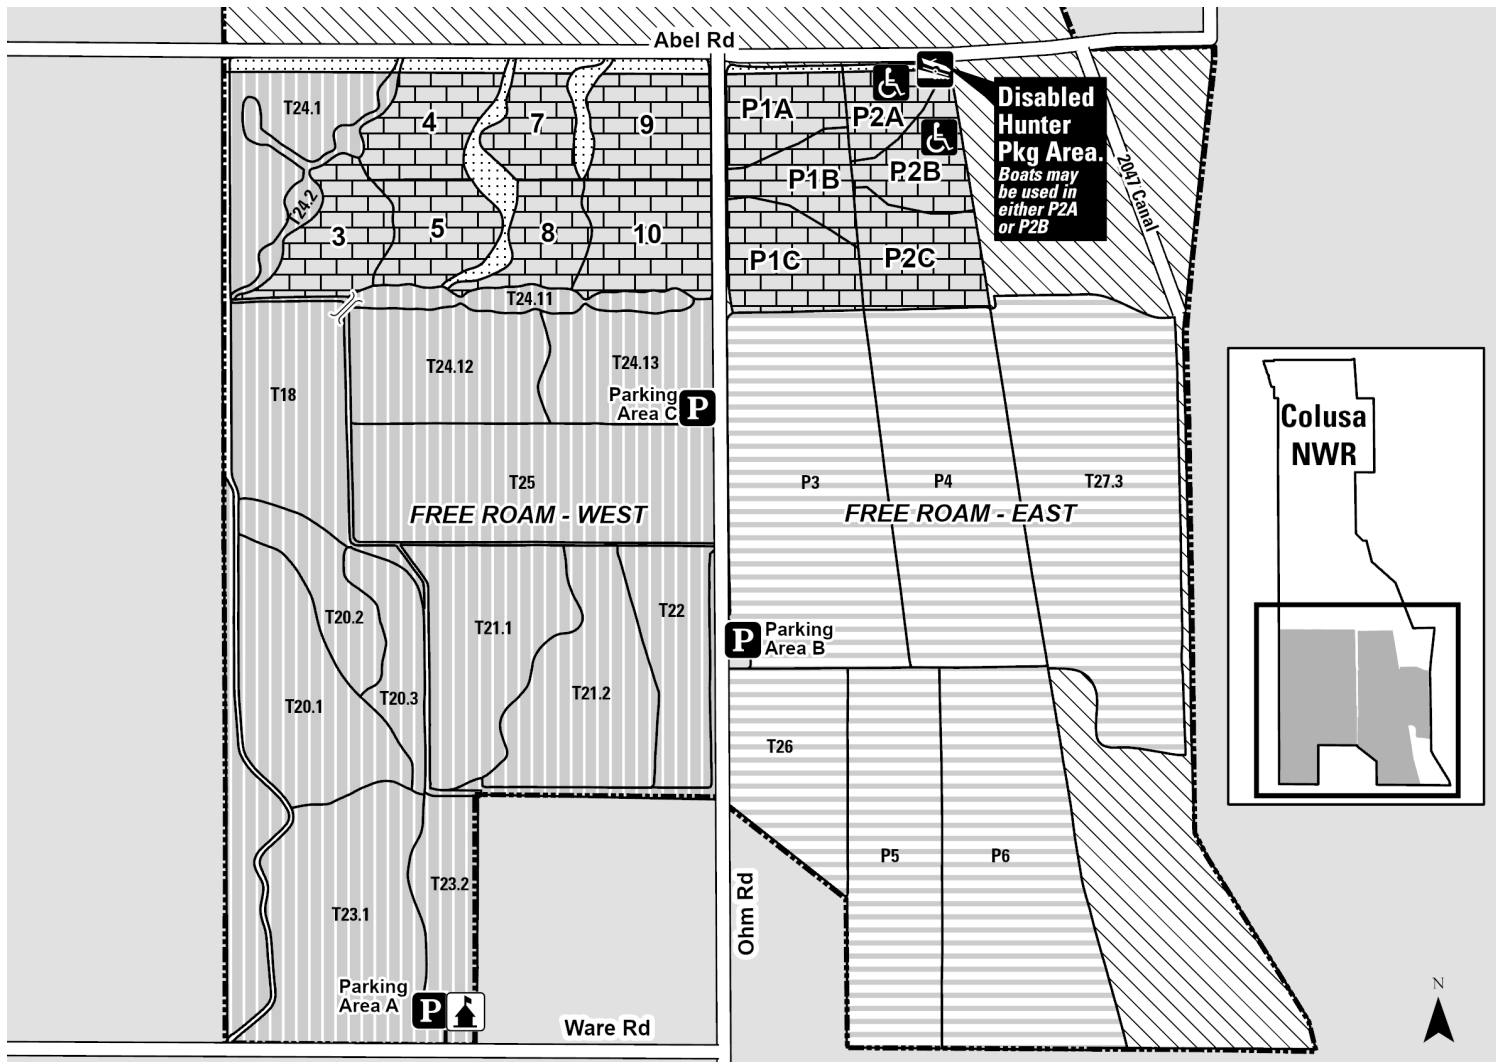 Abel Rd
T24.1
4
7
9
P1A
P2A
Disabled
Hunter
Pkg Area.
Boats may
be used in
either P2A
or P2B
2047 Canal
T24.2
3
5
8
10
P1B
P2B
P1C
P2C
T24.11
T24.12
T24.13
T18
Parking
Area C
P
T25
FREE ROAM - WEST
P3
P4
T27.3
FREE ROAM - EAST
Colusa
NWR
T20.2
T21.1
T22
P
Parking
Area B
T20.1
T20.3
T21.2
T26
P5
P6
T23.2
T23.1
Ohm Rd
Parking
Area A
P
Ware Rd
N